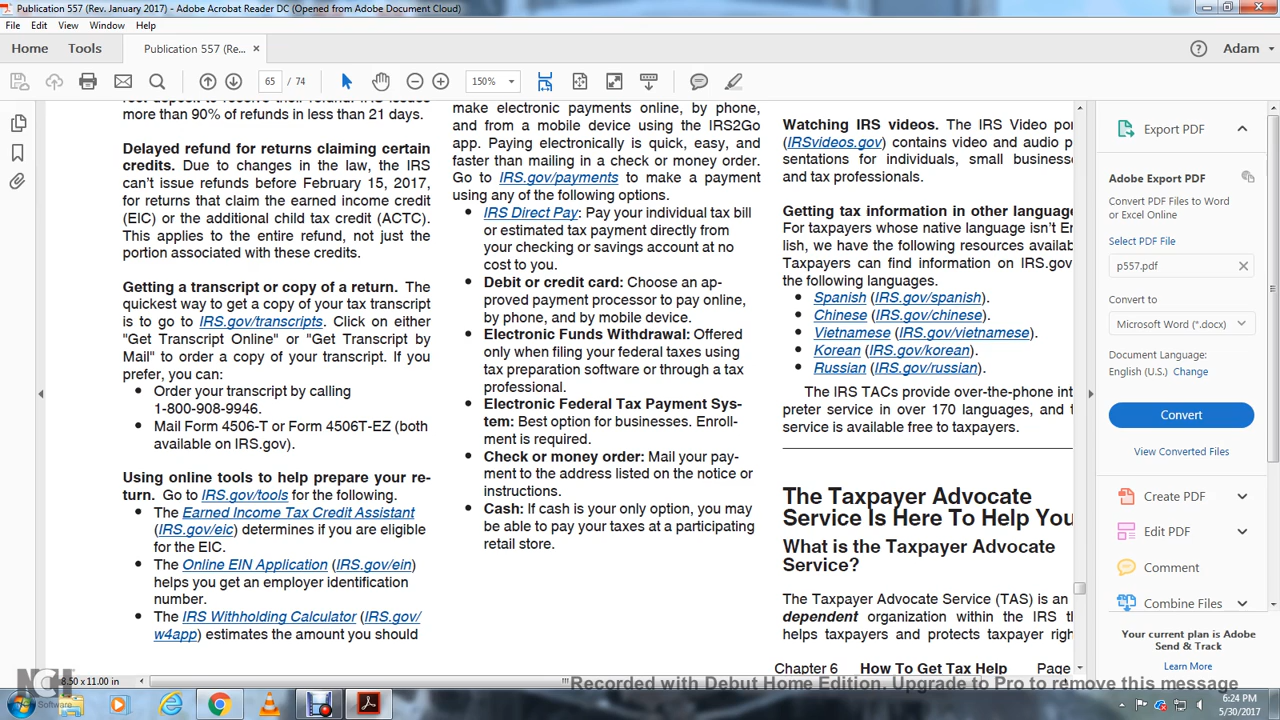 Publication 557 (Rev. January 2017) - Adobe Acrobat Reader DC (Opened from Adobe Document Cloud)
File Edit View Window Help
Home Tools Publication 557 (Re... × Adam
65 / 74 150%
more than 90% of refunds in less than 21 days.
Delayed refund for returns claiming certain
credits. Due to changes in the law, the IRS
can't issue refunds before February 15, 2017,
for returns that claim the earned income credit
(EIC) or the additional child tax credit (ACTC).
This applies to the entire refund, not just the
portion associated with these credits.
Getting a transcript or copy of a return. The
quickest way to get a copy of your tax transcript
is to go to IRS.gov/transcripts. Click on either
"Get Transcript Online" or "Get Transcript by
Mail" to order a copy of your transcript. If you
prefer, you can:
• Order your transcript by calling
1-800-908-9946.
• Mail Form 4506-T or Form 4506T-EZ (both
available on IRS.gov).
Using online tools to help prepare your re-
turn. Go to IRS.gov/tools for the following.
• The Earned Income Tax Credit Assistant
(IRS.gov/eic) determines if you are eligible
for the EIC.
• The Online EIN Application (IRS.gov/ein)
helps you get an employer identification
number.
• The IRS Withholding Calculator (IRS.gov/
w4app) estimates the amount you should
make electronic payments online, by phone,
and from a mobile device using the IRS2Go
app. Paying electronically is quick, easy, and
faster than mailing in a check or money order.
Go to IRS.gov/payments to make a payment
using any of the following options.
• IRS Direct Pay: Pay your individual tax bill
or estimated tax payment directly from
your checking or savings account at no
cost to you.
• Debit or credit card: Choose an ap-
proved payment processor to pay online,
by phone, and by mobile device.
• Electronic Funds Withdrawal: Offered
only when filing your federal taxes using
tax preparation software or through a tax
professional.
• Electronic Federal Tax Payment Sys-
tem: Best option for businesses. Enroll-
ment is required.
• Check or money order: Mail your pay-
ment to the address listed on the notice or
instructions.
• Cash: If cash is your only option, you may
be able to pay your taxes at a participating
retail store.
Watching IRS videos. The IRS Video por
(IRSvideos.gov) contains video and audio p
sentations for individuals, small business
and tax professionals.
Getting tax information in other language
For taxpayers whose native language isn't En
lish, we have the following resources availab
Taxpayers can find information on IRS.gov
the following languages.
• Spanish (IRS.gov/spanish).
• Chinese (IRS.gov/chinese).
• Vietnamese (IRS.gov/vietnamese).
• Korean (IRS.gov/korean).
• Russian (IRS.gov/russian).
The IRS TACs provide over-the-phone int
preter service in over 170 languages, and t
service is available free to taxpayers.
The Taxpayer Advocate
Service Is Here To Help You
What is the Taxpayer Advocate
Service?
The Taxpayer Advocate Service (TAS) is an
dependent organization within the IRS th
helps taxpayers and protects taxpayer righ
Chapter 6 How To Get Tax Help Page
Export PDF
Adobe Export PDF
Convert PDF Files to Word
or Excel Online
Select PDF File
p557.pdf
Convert to
Microsoft Word (*.docx)
Document Language:
English (U.S.) Change
Convert
View Converted Files
Create PDF
Edit PDF
Comment
Combine Files
Your current plan is Adobe
Send & Track
Learn More
8.50 x 11.00 in
NCH Software
Recorded with Debut Home Edition. Upgrade to Pro to remove this message
6:24 PM
5/30/2017